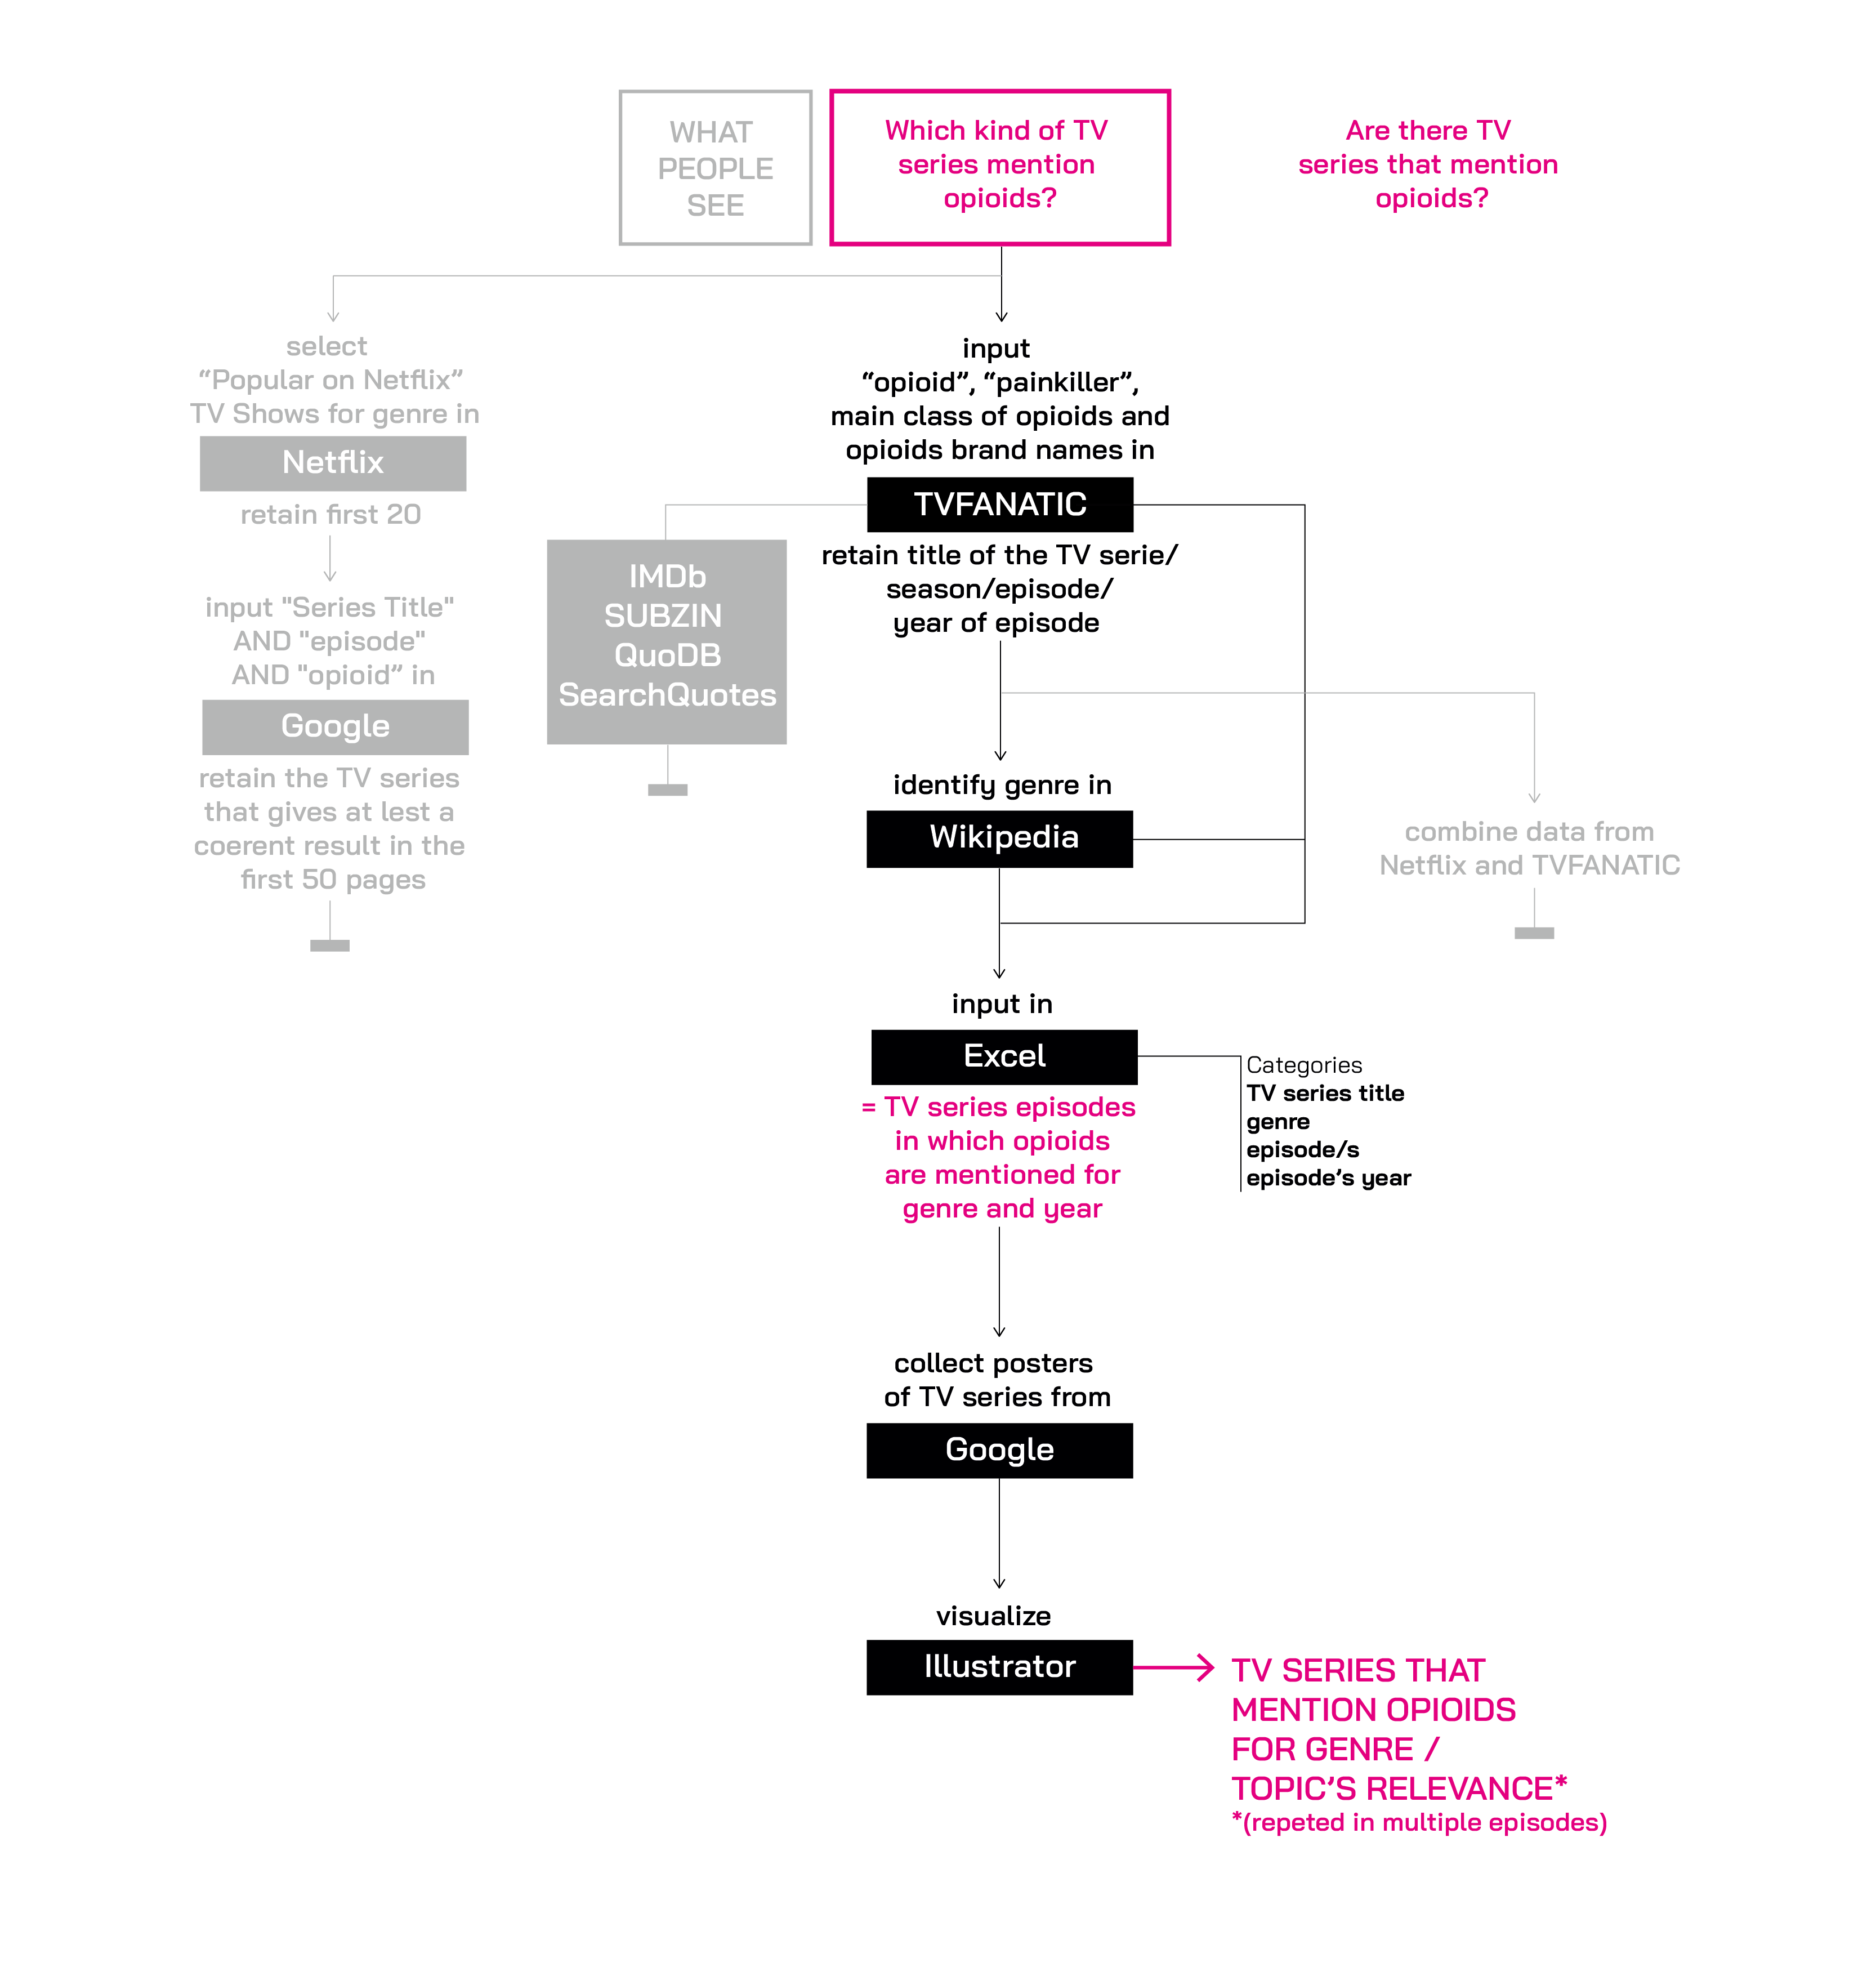 WHAT
PEOPLE
SEE
Which kind of TV
series mention
opioids?
Are there TV
series that mention
opioids?
select
“Popular on Netflix”
TV Shows for genre in
Netflix
retain first 20
input "Series Title"
AND "episode"
AND "opioid” in
Google
retain the TV series
that gives at lest a
coerent result in the
first 50 pages
input
“opioid”, “painkiller”,
main class of opioids and
opioids brand names in
TVFANATIC
retain title of the TV serie/
season/episode/
year of episode
IMDb
SUBZIN
QuoDB
SearchQuotes
identify genre in
Wikipedia
combine data from
Netflix and TVFANATIC
input in
Excel
= TV series episodes
in which opioids
are mentioned for
genre and year
Categories
TV series title
genre
episode/s
episode’s year
collect posters
of TV series from
Google
visualize
Illustrator
TV SERIES THAT
MENTION OPIOIDS
FOR GENRE /
TOPIC’S RELEVANCE*
*(repeted in multiple episodes)